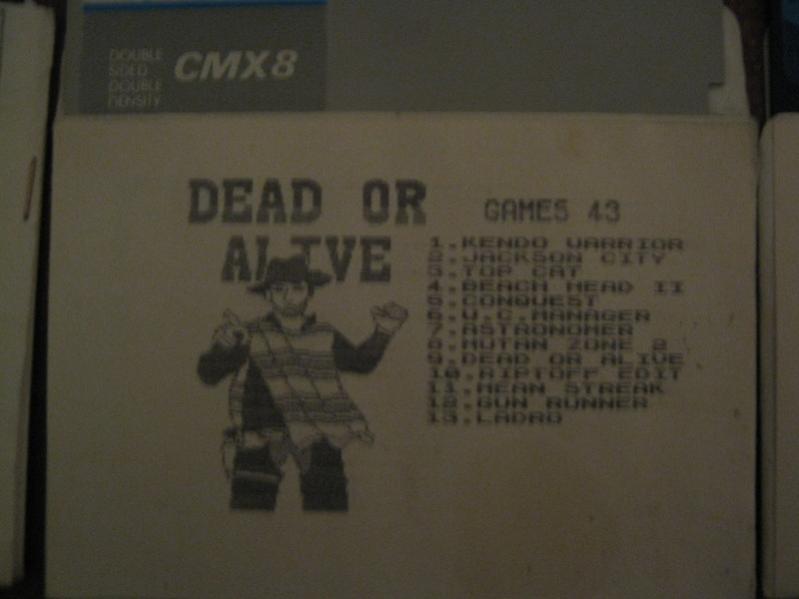 DOUBLE
SIDED
DOUBLE
DENSITY
CMX8
DEAD OR
ALIVE
GAMES 43
1.KENDO WARRIOR
2.JACKSON CITY
3.TOP CAT
4.BEACH HEAD II
5.CONQUEST
6.W.C.MANAGER
7.ASTRONOMER
8.MUTAN ZONE 2
9.DEAD OR ALIVE
10.RIPTOFF EDIT
11.MEAN STREAK
12.GUN RUNNER
13.LADRO